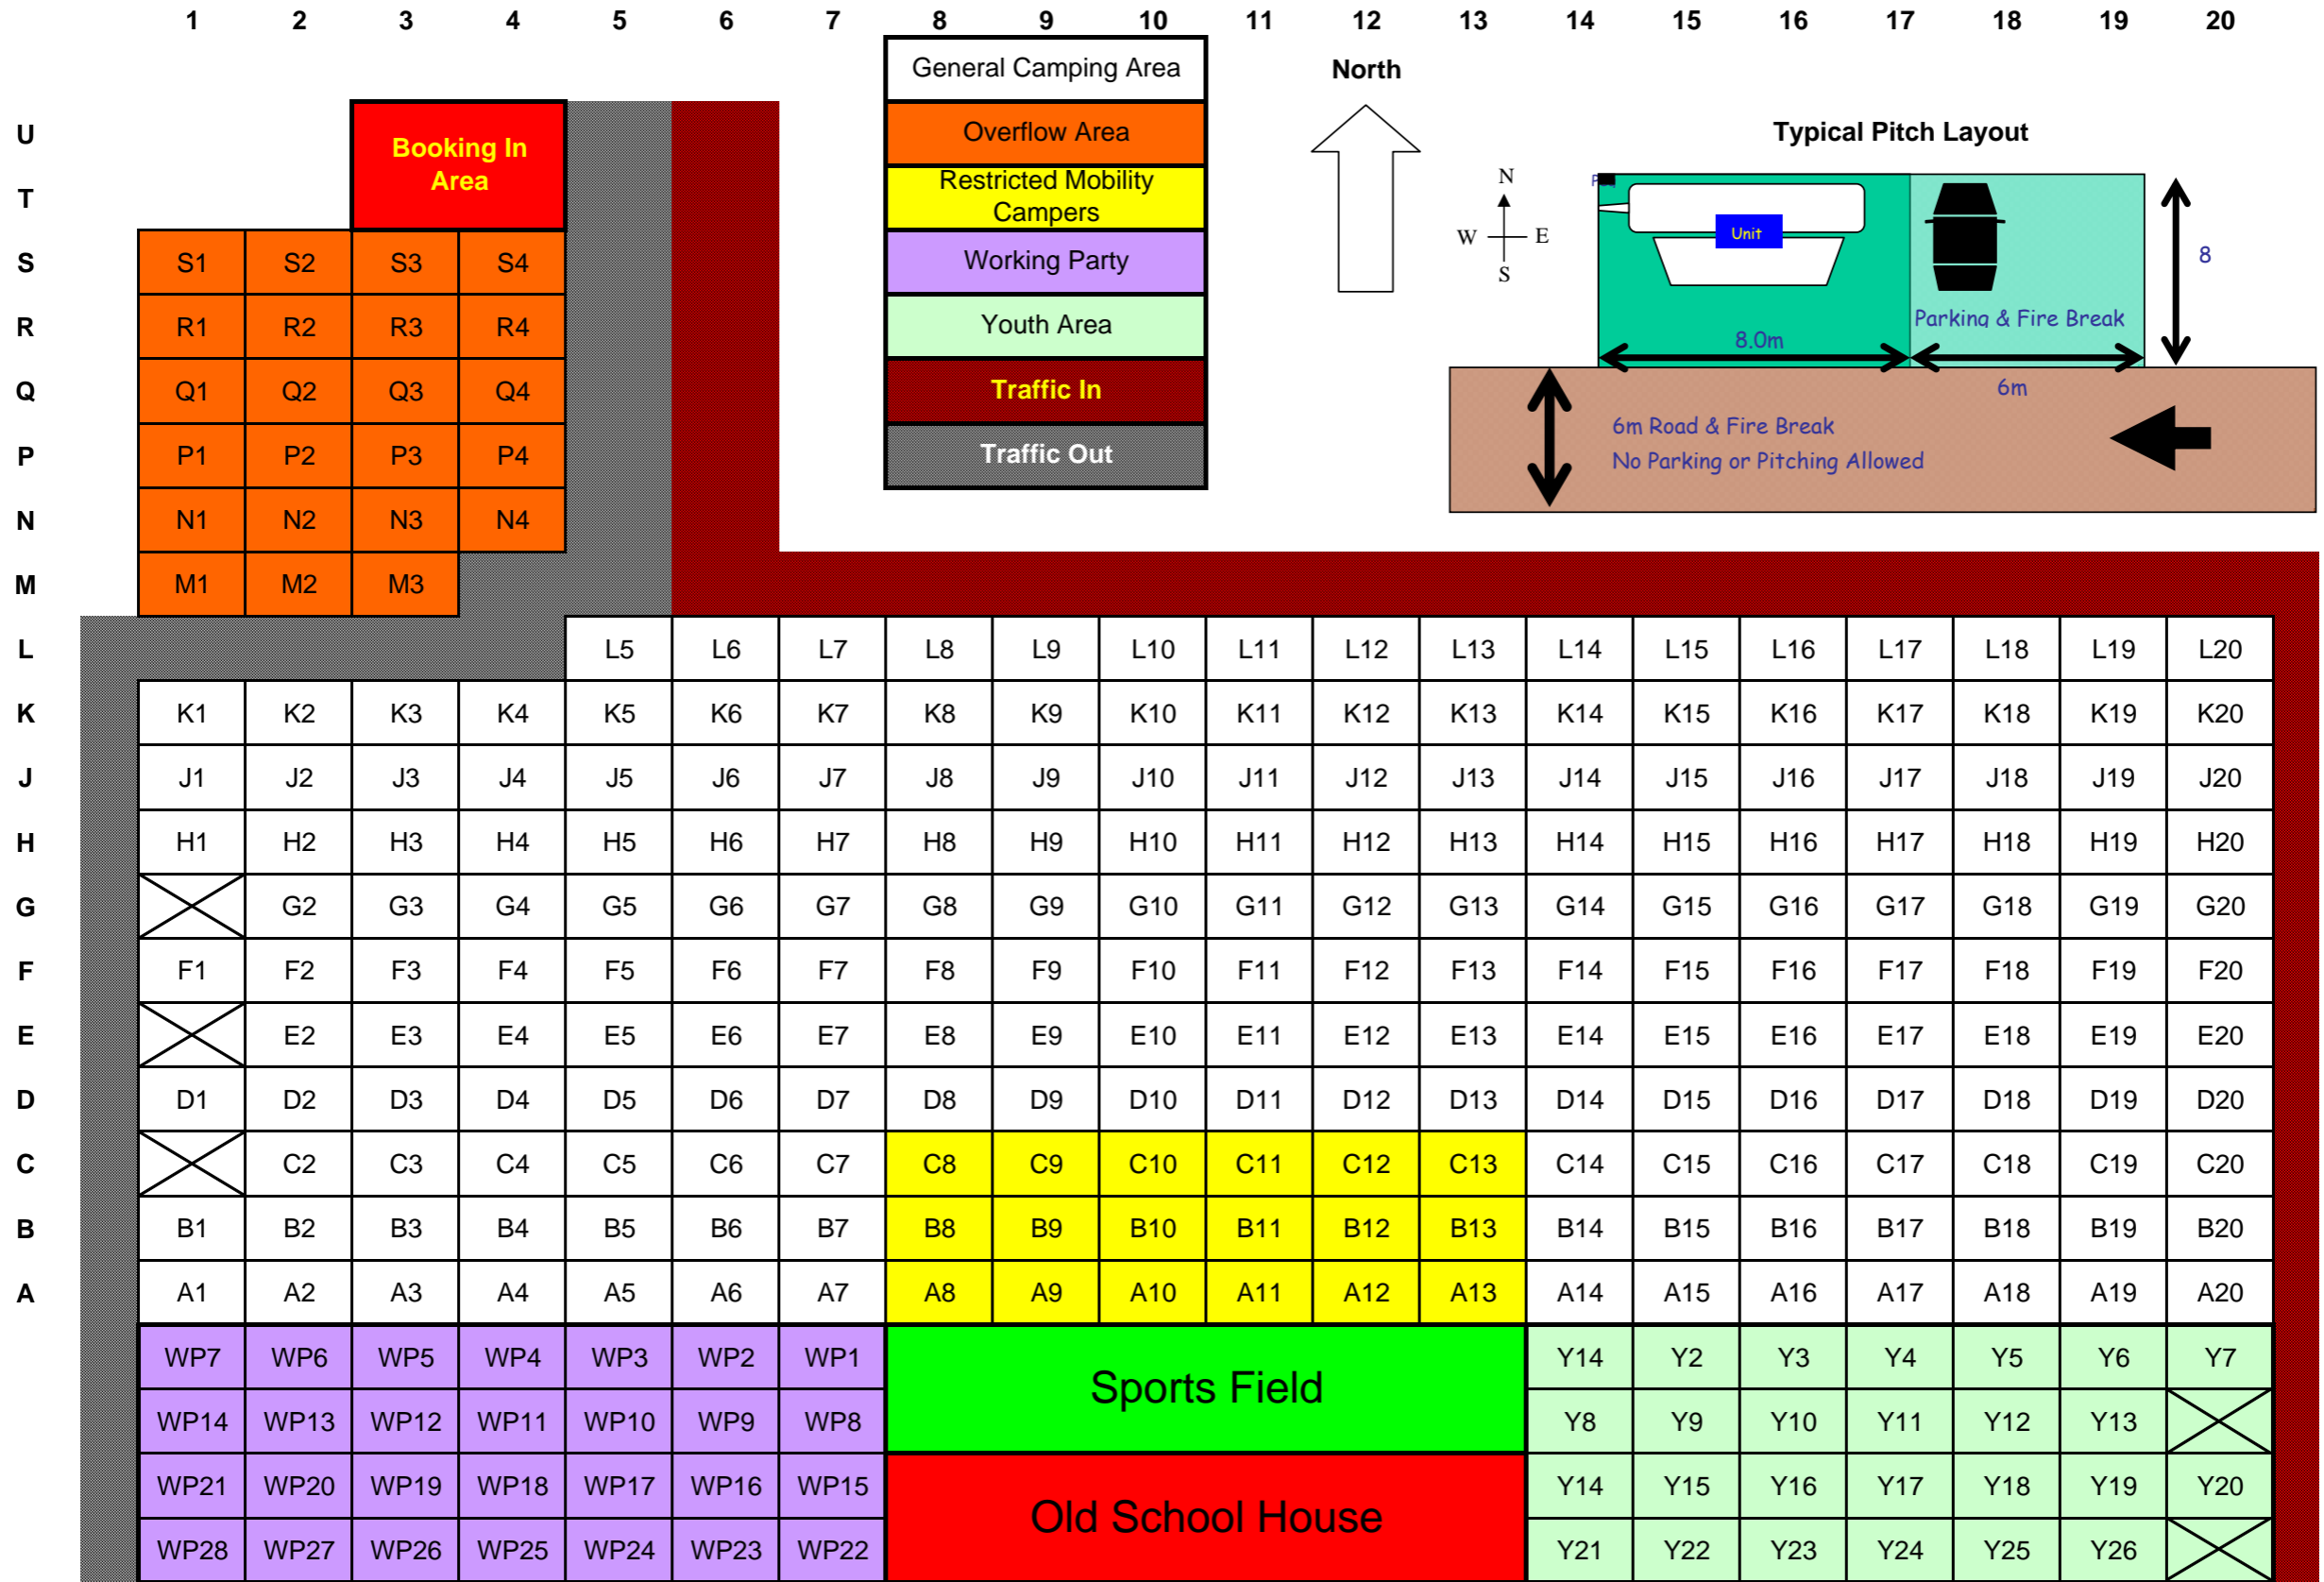 1 2 3 4 5 6 7 8 9 10 11 12 13 14 15 16 17 18 19 20
General Camping Area
North
U
Booking In
Area
Overflow Area
Typical Pitch Layout
T
Restricted Mobility
Campers
N
W E
S
Unit
8
Parking & Fire Break
8.0m
6m
6m Road & Fire Break
No Parking or Pitching Allowed
S S1 S2 S3 S4
Working Party
R R1 R2 R3 R4
Youth Area
Q Q1 Q2 Q3 Q4
Traffic In
P P1 P2 P3 P4
Traffic Out
N N1 N2 N3 N4
M M1 M2 M3
L L5 L6 L7 L8 L9 L10 L11 L12 L13 L14 L15 L16 L17 L18 L19 L20
K K1 K2 K3 K4 K5 K6 K7 K8 K9 K10 K11 K12 K13 K14 K15 K16 K17 K18 K19 K20
J J1 J2 J3 J4 J5 J6 J7 J8 J9 J10 J11 J12 J13 J14 J15 J16 J17 J18 J19 J20
H H1 H2 H3 H4 H5 H6 H7 H8 H9 H10 H11 H12 H13 H14 H15 H16 H17 H18 H19 H20
G G2 G3 G4 G5 G6 G7 G8 G9 G10 G11 G12 G13 G14 G15 G16 G17 G18 G19 G20
F F1 F2 F3 F4 F5 F6 F7 F8 F9 F10 F11 F12 F13 F14 F15 F16 F17 F18 F19 F20
E E2 E3 E4 E5 E6 E7 E8 E9 E10 E11 E12 E13 E14 E15 E16 E17 E18 E19 E20
D D1 D2 D3 D4 D5 D6 D7 D8 D9 D10 D11 D12 D13 D14 D15 D16 D17 D18 D19 D20
C C2 C3 C4 C5 C6 C7 C8 C9 C10 C11 C12 C13 C14 C15 C16 C17 C18 C19 C20
B B1 B2 B3 B4 B5 B6 B7 B8 B9 B10 B11 B12 B13 B14 B15 B16 B17 B18 B19 B20
A A1 A2 A3 A4 A5 A6 A7 A8 A9 A10 A11 A12 A13 A14 A15 A16 A17 A18 A19 A20
WP7 WP6 WP5 WP4 WP3 WP2 WP1 Y14 Y2 Y3 Y4 Y5 Y6 Y7
Sports Field
WP14 WP13 WP12 WP11 WP10 WP9 WP8 Y8 Y9 Y10 Y11 Y12 Y13
WP21 WP20 WP19 WP18 WP17 WP16 WP15 Y14 Y15 Y16 Y17 Y18 Y19 Y20
Old School House
WP28 WP27 WP26 WP25 WP24 WP23 WP22 Y21 Y22 Y23 Y24 Y25 Y26